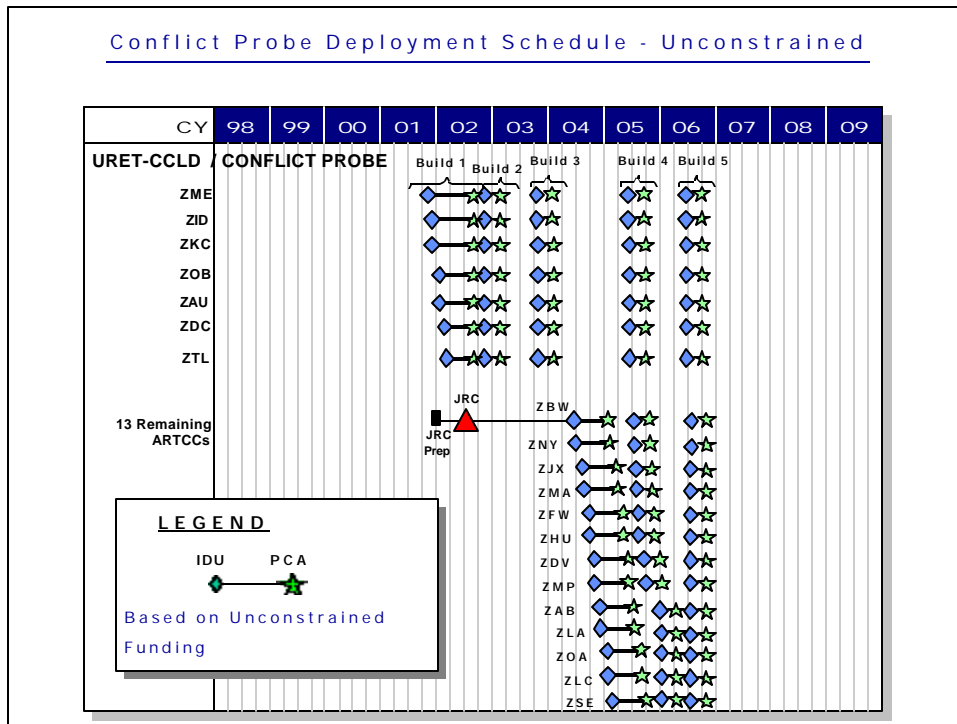 Conflict Probe Deployment Schedule - Unconstrained
CY 98 99 00 01 02 03 04 05 06 07 08 09
URET-CCLD / CONFLICT PROBE
Build 1 Build 2 Build 3 Build 4 Build 5
ZME
ZID
ZKC
ZOB
ZAU
ZDC
ZTL
13 Remaining
ARTCCs
JRC
JRC
Prep
ZBW
ZNY
ZJX
ZMA
ZFW
ZHU
ZDV
ZMP
ZAB
ZLA
ZOA
ZLC
ZSE
LEGEND
IDU PCA
Based on Unconstrained
Funding